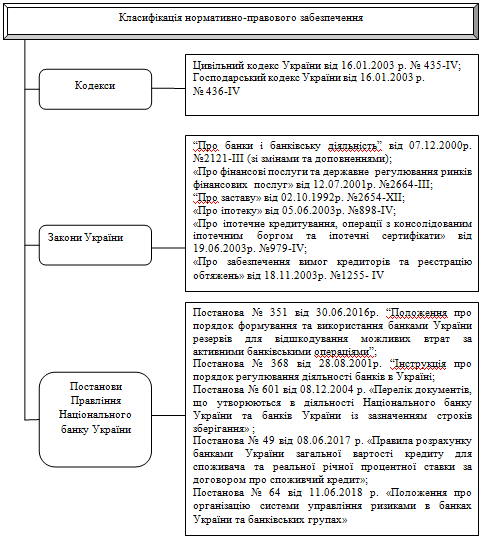 Класифікація нормативно-правового забезпечення
Кодекси
Цивільний кодекс України від 16.01.2003 р. № 435-IV;
Господарський кодекс України від 16.01.2003 р.
№ 436-IV
Закони України
“Про банки і банківську діяльність” від 07.12.2000р.
№2121-III (зі змінами та доповненнями);
«Про фінансові послуги та державне регулювання ринків
фінансових послуг» від 12.07.2001р. №2664-III;
“Про заставу» від 02.10.1992р. №2654-XII;
«Про іпотеку» від 05.06.2003р. №898-IV;
«Про іпотечне кредитування, операції з консолідованим
іпотечним боргом та іпотечні сертифікати» від
19.06.2003р. №979-IV;
«Про забезпечення вимог кредиторів та реєстрацію
обтяжень» від 18.11.2003р. №1255- IV
Постанови
Правління
Національного
банку України
Постанова № 351 від 30.06.2016р. “Положення про
порядок формування та використання банками України
резервів для відшкодування можливих втрат за
активними банківськими операціями”;
Постанова № 368 від 28.08.2001р. “Інструкція про
порядок регулювання діяльності банків в Україні;
Постанова № 601 від 08.12.2004 р. «Перелік документів,
що утворюються в діяльності Національного банку
України та банків України із зазначенням строків
зберігання» ;
Постанова № 49 від 08.06.2017 р. «Правила розрахунку
банками України загальної вартості кредиту для
споживача та реальної річної процентної ставки за
договором про споживчий кредит»;
Постанова № 64 від 11.06.2018 р. «Положення про
організацію системи управління ризиками в банках
України та банківських групах»